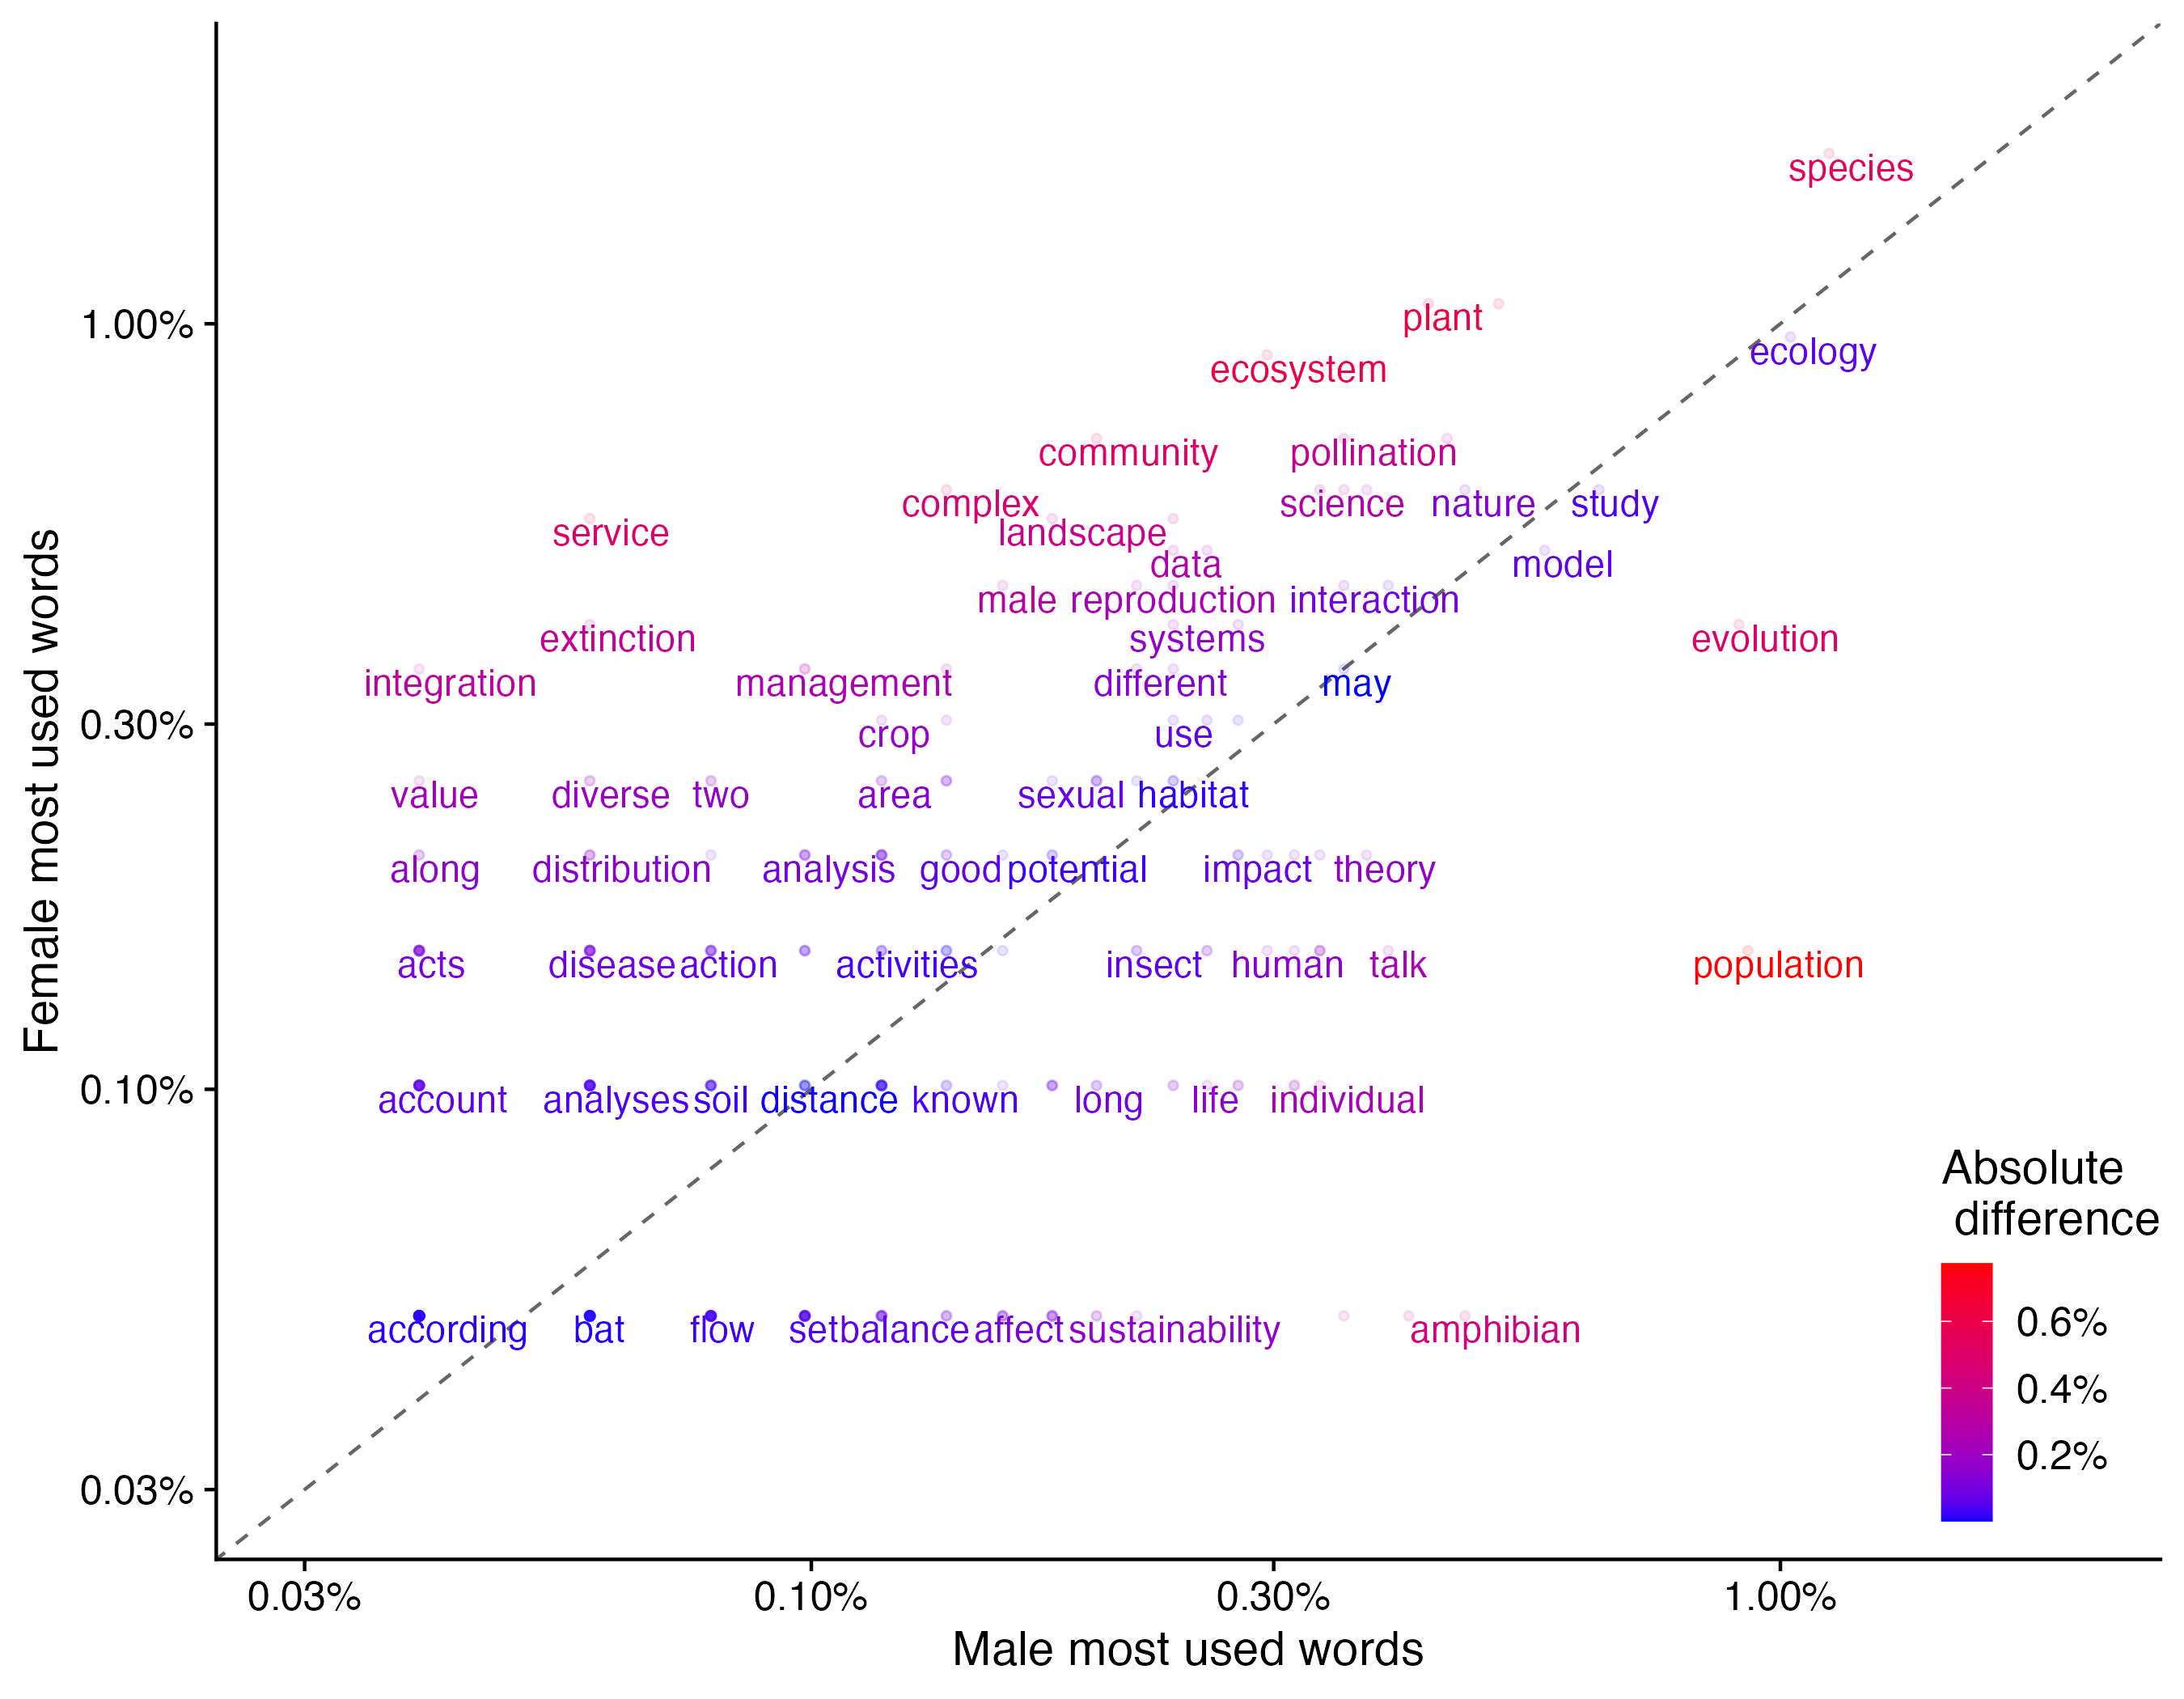 species
1.00%
plant
ecology
ecosystem
community
pollination
complex
science
nature
study
service
landscape
data
model
male
reproduction
interaction
extinction
systems
evolution
integration
management
different
may
0.30%
crop
use
value
diverse
two
area
sexual
habitat
along
distribution
analysis
good
potential
impact
theory
acts
disease
action
activities
insect
human
talk
population
0.10%
account
analyses
soil
distance
known
long
life
individual
according
bat
flow
set
balance
affect
sustainability
amphibian
0.03%
Female most used words
0.03%
0.10%
0.30%
1.00%
Male most used words
Absolute
difference
0.6%
0.4%
0.2%